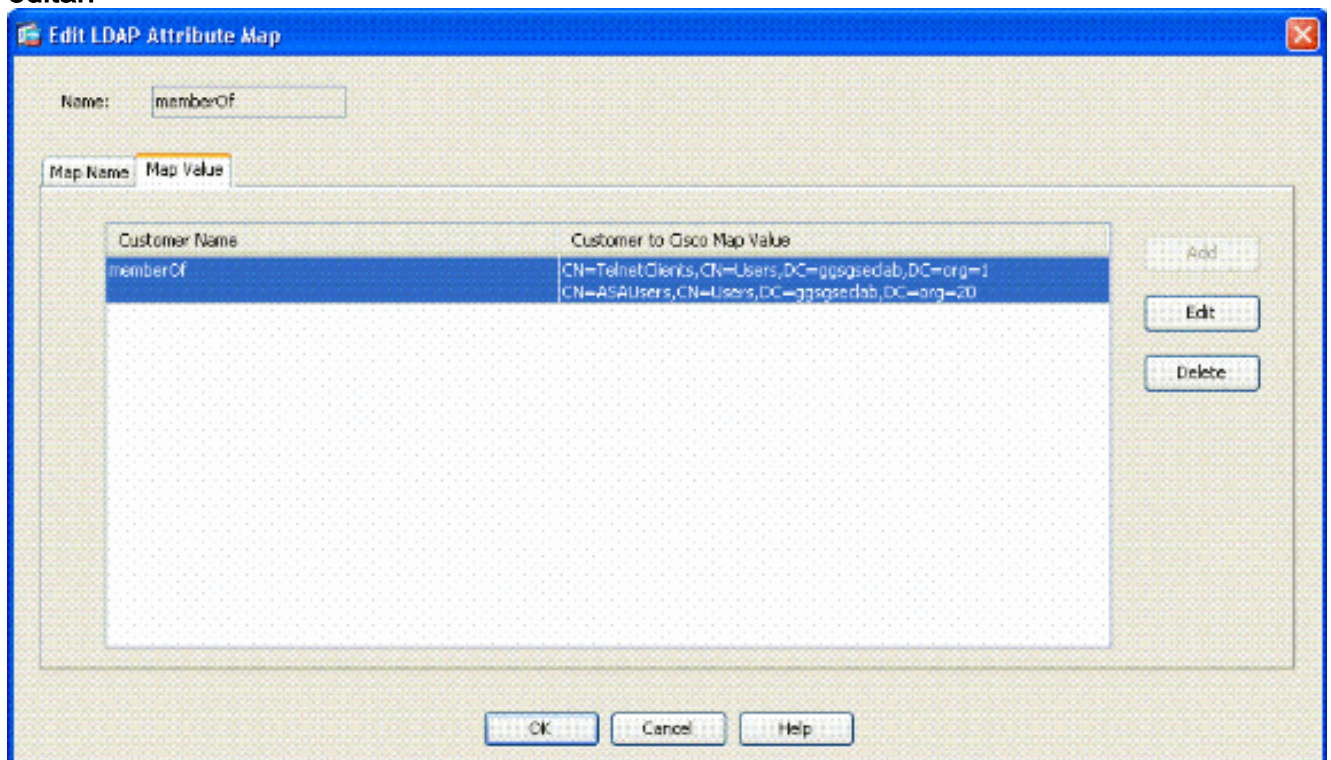 Edit LDAP Attribute Map
Name: memberOf
Map Name Map Value
Customer Name Customer to Cisco Map Value
memberOf CN=TelnetClients,CN=Users,DC=ggsgseclab,DC=org=1
CN=ASAUsers,CN=Users,DC=ggsgseclab,DC=org=20
Add
Edit
Delete
OK Cancel Help